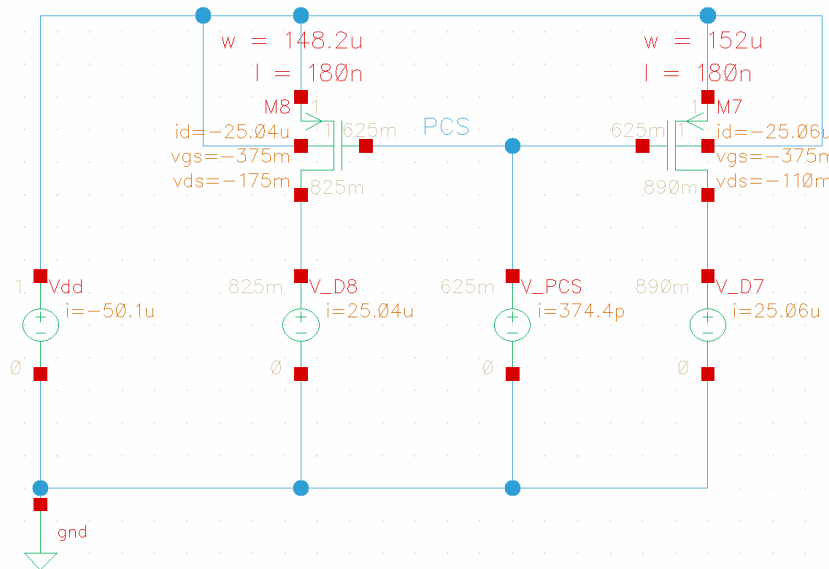 w = 148.2u
l = 180n
w = 152u
l = 180n
M8
1
1
625m
id=-25.04u
vgs=-375m
vds=-175m
825m
PCS
M7
1
1
625m
id=-25.06u
vgs=-375m
vds=-110m
890m
1.
Vdd
i=-50.1u
0
825m
V_D8
i=25.04u
0
625m
V_PCS
i=374.4p
0
890m
V_D7
i=25.06u
0
gnd